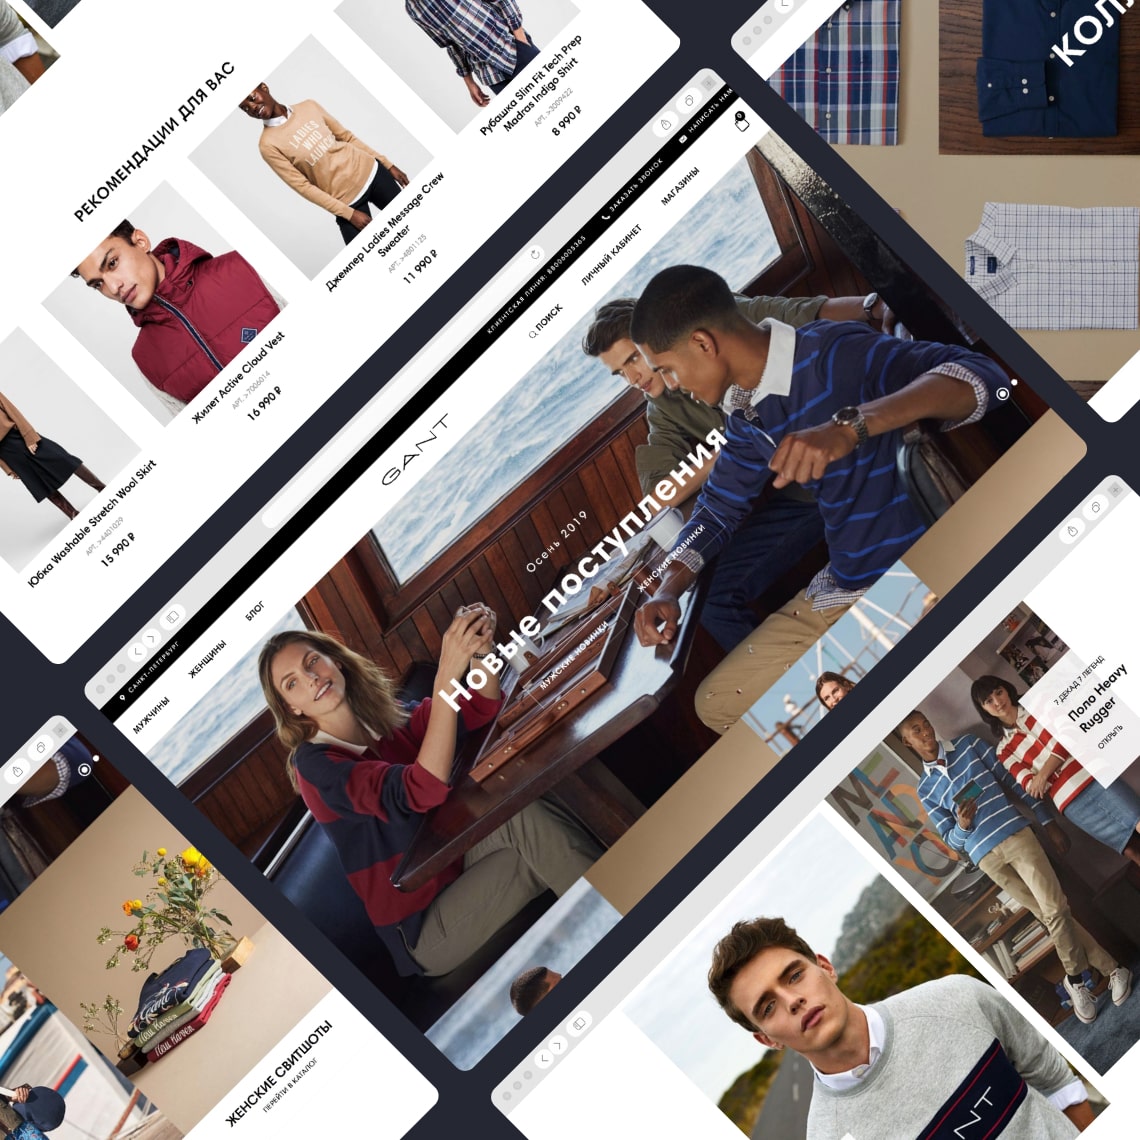 РЕКОМЕНДАЦИИ ДЛЯ ВАС
Юбка Washable Stretch Wool Skirt
АРТ. >4401029
15 990 ₽
Жилет Active Cloud Vest
АРТ. >7006014
16 990 ₽
LADIES
WHO
LAUNCH
Джемпер Ladies Message Crew
Sweater
АРТ. >4801125
11 990 ₽
Рубашка Slim Fit Tech Prep
Madras Indigo Shirt
АРТ. >3009422
8 990 ₽
САНКТ-ПЕТЕРБУРГ
КЛИЕНТСКАЯ ЛИНИЯ: 88006005365
ЗАКАЗАТЬ ЗВОНОК
НАПИСАТЬ НАМ
МУЖЧИНЫ
ЖЕНЩИНЫ
БЛОГ
GANT
ПОИСК
ЛИЧНЫЙ КАБИНЕТ
МАГАЗИНЫ
0
Осень 2019
Новые поступления
МУЖСКИЕ НОВИНКИ
ЖЕНСКИЕ НОВИНКИ
ЖЕНСКИЕ СВИТШОТЫ
ПЕРЕЙТИ В КАТАЛОГ
7 ДЕКАД 7 ЛЕГЕНД
Поло Heavy
Rugger
ОТКРЫТЬ